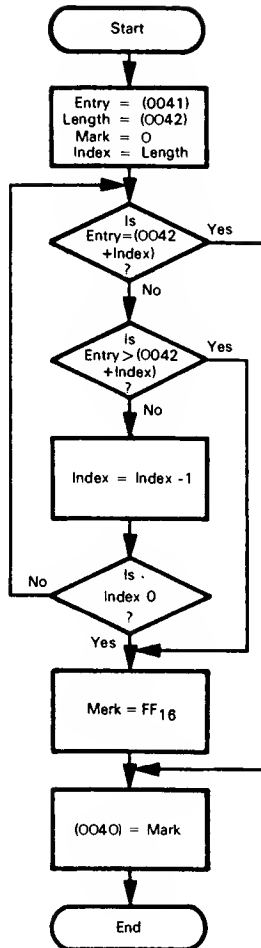 Start
Entry = (0041)
Length = (0042)
Mark = 0
Index = Length
Is
Entry=(0042
+Index)
?
Yes
No
Is
Entry>(0042
+Index)
?
Yes
No
Index = Index -1
Is .
Index 0
?
No
Yes
Merk = FF16
(0040) = Mark
End